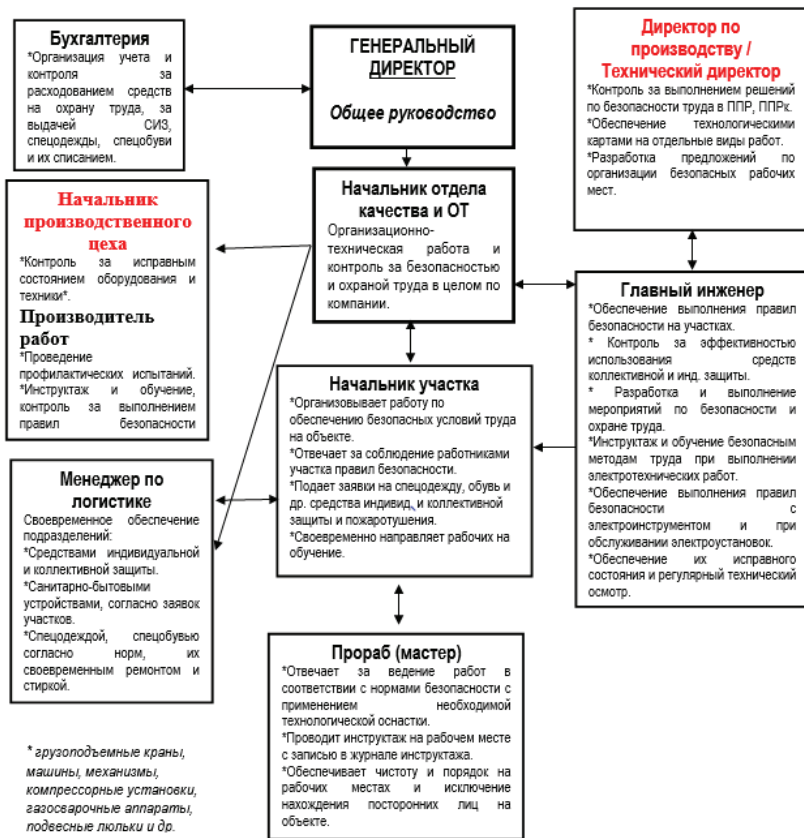 Бухгалтерия
*Организация учета и
контроля за
расходованием средств
на охрану труда, за
выдачей СИЗ,
спецодежды, спецобуви
и их списанием.
ГЕНЕРАЛЬНЫЙ
ДИРЕКТОР
Общее руководство
Директор по
производству /
Технический директор
*Контроль за выполнением решений
по безопасности труда в ППР, ППРк.
*Обеспечение технологическими
картами на отдельные виды работ.
*Разработка предложений по
организации безопасных рабочих
мест.
Начальник
производственного
цеха
*Контроль за исправным
состоянием оборудования и
техники*.
Производитель
работ
*Проведение
профилактических испытаний.
*Инструктаж и обучение,
контроль за выполнением
правил безопасности
Начальник отдела
качества и ОТ
Организационно-
техническая работа и
контроль за безопасностью
и охраной труда в целом по
компании.
Главный инженер
*Обеспечение выполнения правил
безопасности на участках.
* Контроль за эффективностью
использования средств
коллективной и инд. защиты.
* Разработка и выполнение
мероприятий по безопасности и
охране труда.
*Инструктаж и обучение безопасным
методам труда при выполнении
электротехнических работ.
*Обеспечение выполнения правил
безопасности с
электроинструментом и при
обслуживании электроустановок.
*Обеспечение их исправного
состояния и регулярный технический
осмотр.
Начальник участка
*Организовывает работу по
обеспечению безопасных условий труда
на объекте.
*Отвечает за соблюдение работниками
участка правил безопасности.
*Подает заявки на спецодежду, обувь и
др. средства индивид, и коллективной
защиты и пожаротушения.
*Своевременно направляет рабочих на
обучение.
Менеджер по
логистике
Своевременное обеспечение
подразделений:
*Средствами индивидуальной
и коллективной защиты.
*Санитарно-бытовыми
устройствами, согласно заявок
участков.
*Спецодеждой, спецобувью
согласно норм, их
своевременным ремонтом и
стиркой.
Прораб (мастер)
*Отвечает за ведение работ в
соответствии с нормами безопасности с
применением необходимой
технологической оснастки.
*Проводит инструктаж на рабочем месте
с записью в журнале инструктажа.
*Обеспечивает чистоту и порядок на
рабочих местах и исключение
нахождения посторонних лиц на
объекте.
* грузоподъемные краны,
машины, механизмы,
компрессорные установки,
газосварочные аппараты,
подвесные люльки и др.